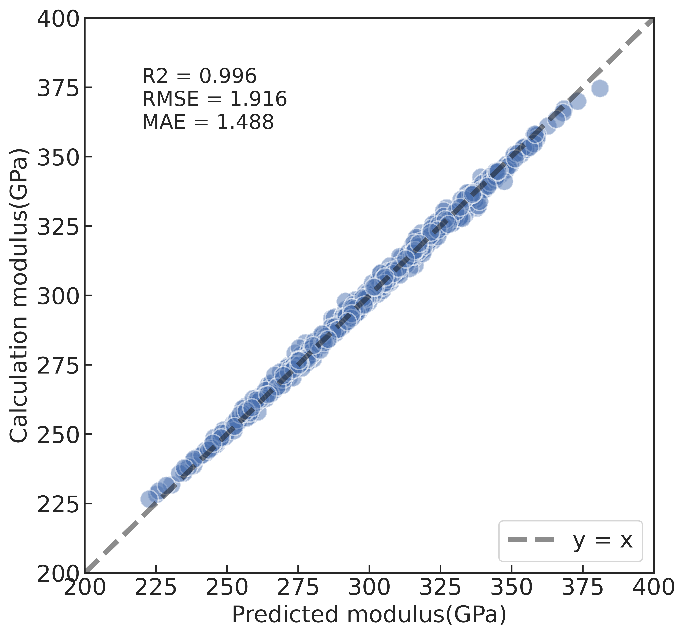 400
375
350
325
300
275
250
225
200
Calculation modulus(GPa)
R2 = 0.996
RMSE = 1.916
MAE = 1.488
y = x
200 225 250 275 300 325 350 375 400
Predicted modulus(GPa)